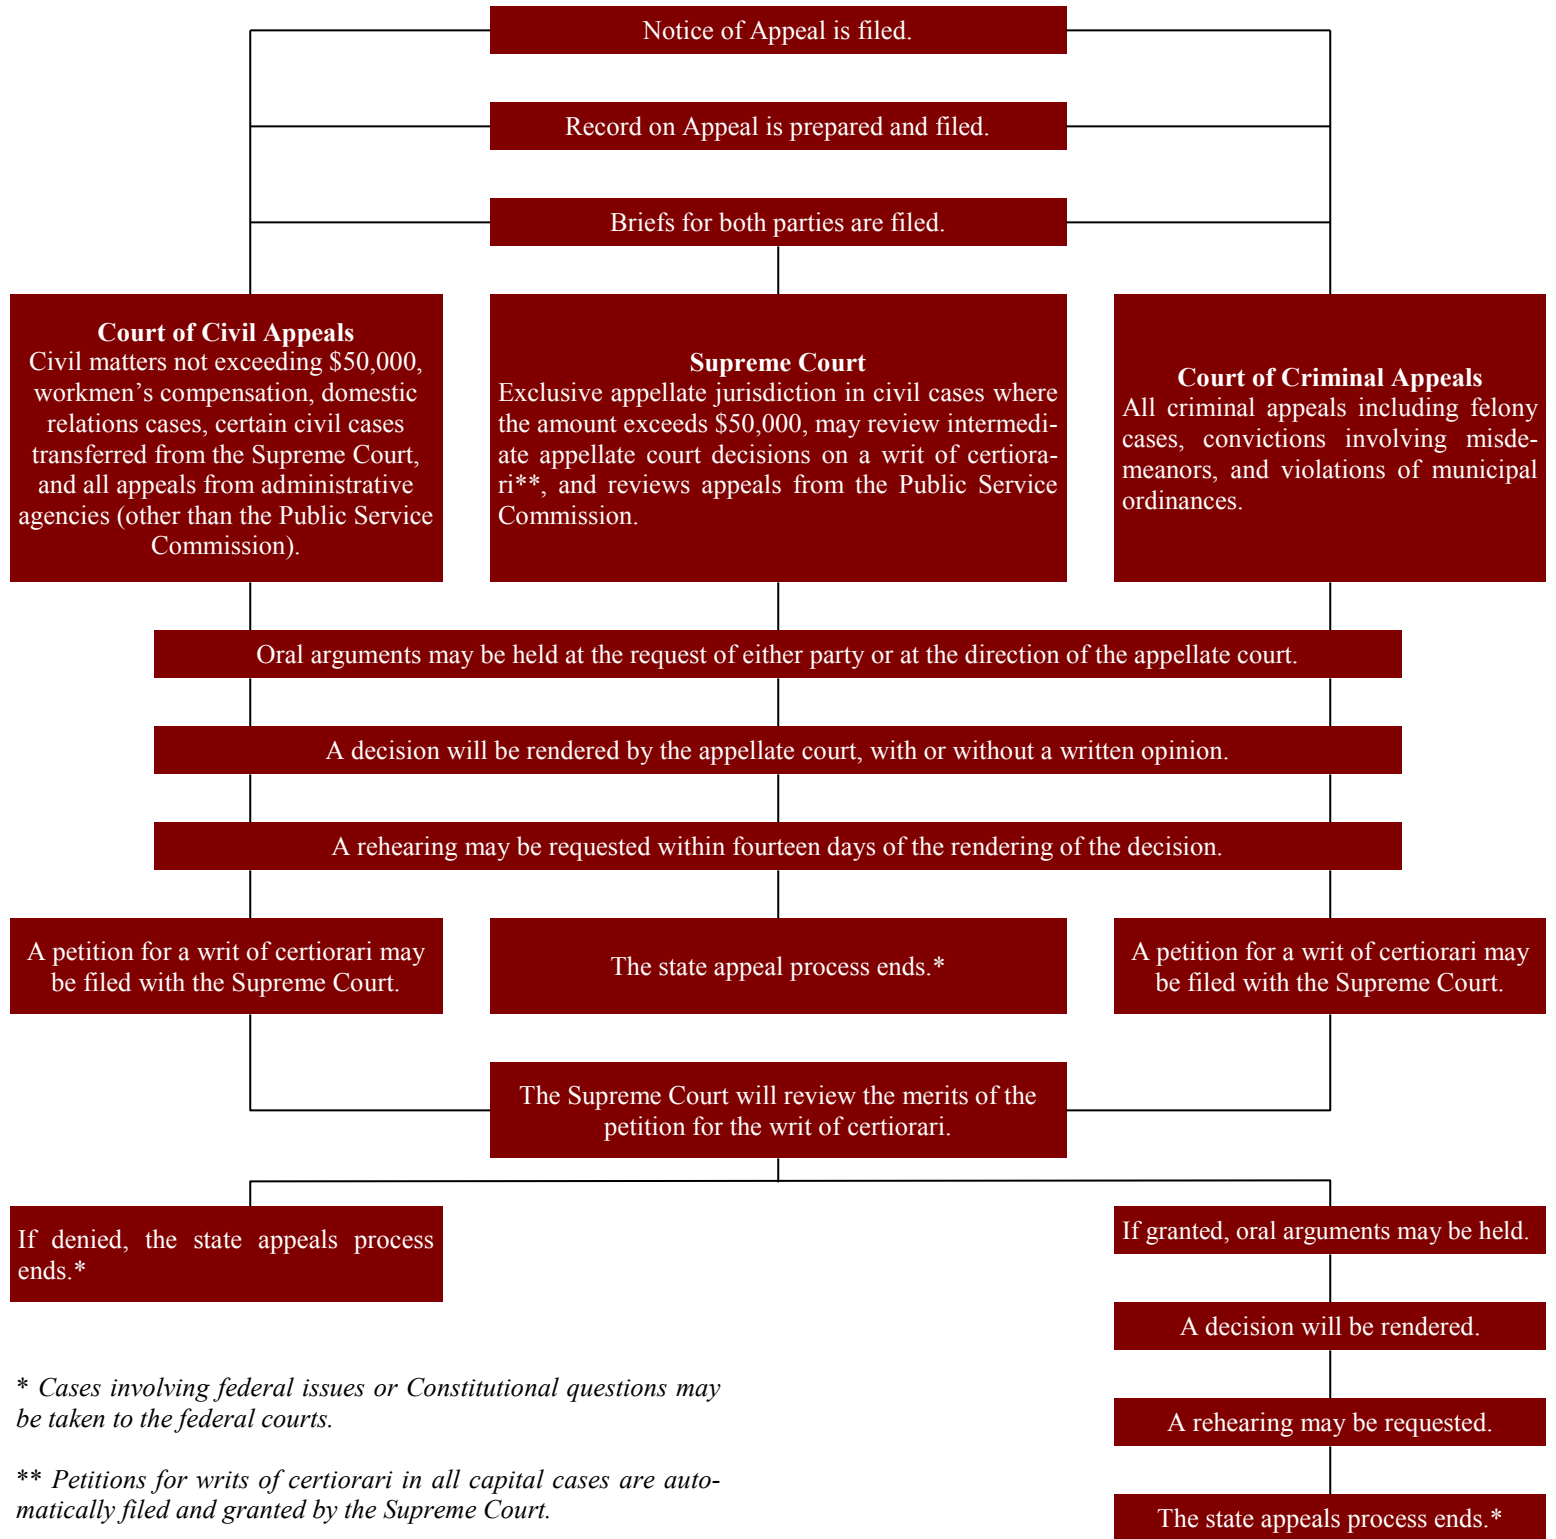 Notice of Appeal is filed.
Record on Appeal is prepared and filed.
Briefs for both parties are filed.
Court of Civil Appeals
Civil matters not exceeding $50,000,
workmen’s compensation, domestic
relations cases, certain civil cases
transferred from the Supreme Court,
and all appeals from administrative
agencies (other than the Public Service
Commission).
Supreme Court
Exclusive appellate jurisdiction in civil cases where
the amount exceeds $50,000, may review intermedi-
ate appellate court decisions on a writ of certiora-
ri**, and reviews appeals from the Public Service
Commission.
Court of Criminal Appeals
All criminal appeals including felony
cases, convictions involving misde-
meanors, and violations of municipal
ordinances.
Oral arguments may be held at the request of either party or at the direction of the appellate court.
A decision will be rendered by the appellate court, with or without a written opinion.
A rehearing may be requested within fourteen days of the rendering of the decision.
A petition for a writ of certiorari may
be filed with the Supreme Court.
The state appeal process ends.*
A petition for a writ of certiorari may
be filed with the Supreme Court.
The Supreme Court will review the merits of the
petition for the writ of certiorari.
If denied, the state appeals process
ends.*
If granted, oral arguments may be held.
A decision will be rendered.
A rehearing may be requested.
The state appeals process ends.*
* Cases involving federal issues or Constitutional questions may
be taken to the federal courts.
** Petitions for writs of certiorari in all capital cases are auto-
matically filed and granted by the Supreme Court.